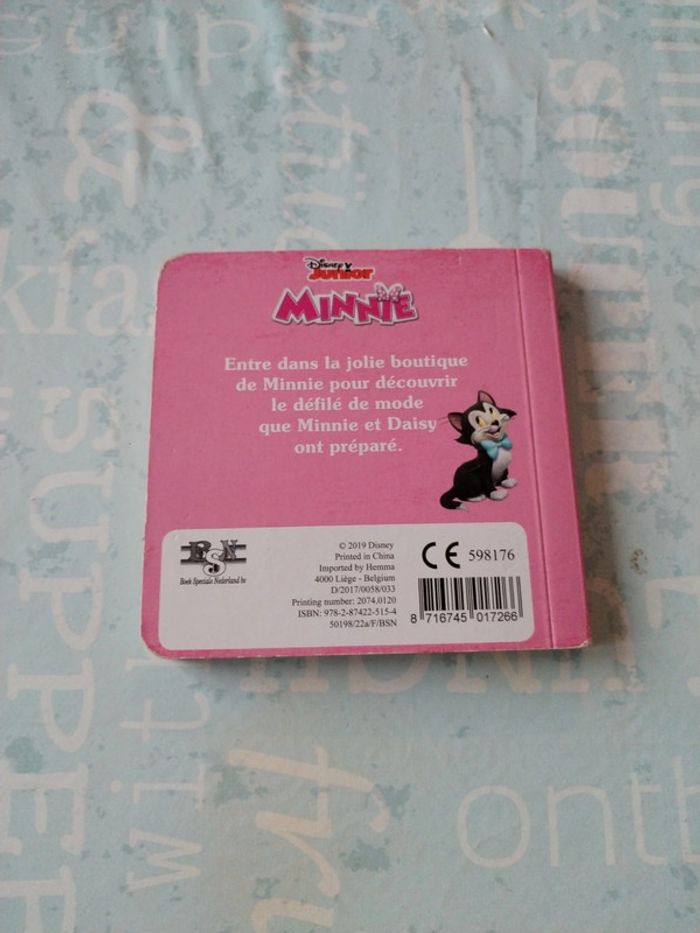 Disney
Junior
MINNIE
Entre dans la jolie boutique
de Minnie pour découvrir
le défilé de mode
que Minnie et Daisy
ont préparé.
BSN
Book Specials Nederland bv
© 2019 Disney
Printed in China
Imported by Hemma
4000 Liège - Belgium
D/2017/0058/033
Printing number: 2074.0120
ISBN: 978-2-87422-515-4
50198/22a/F/BSN
CE 598176
8 716745 017266
&
SUPPER
with